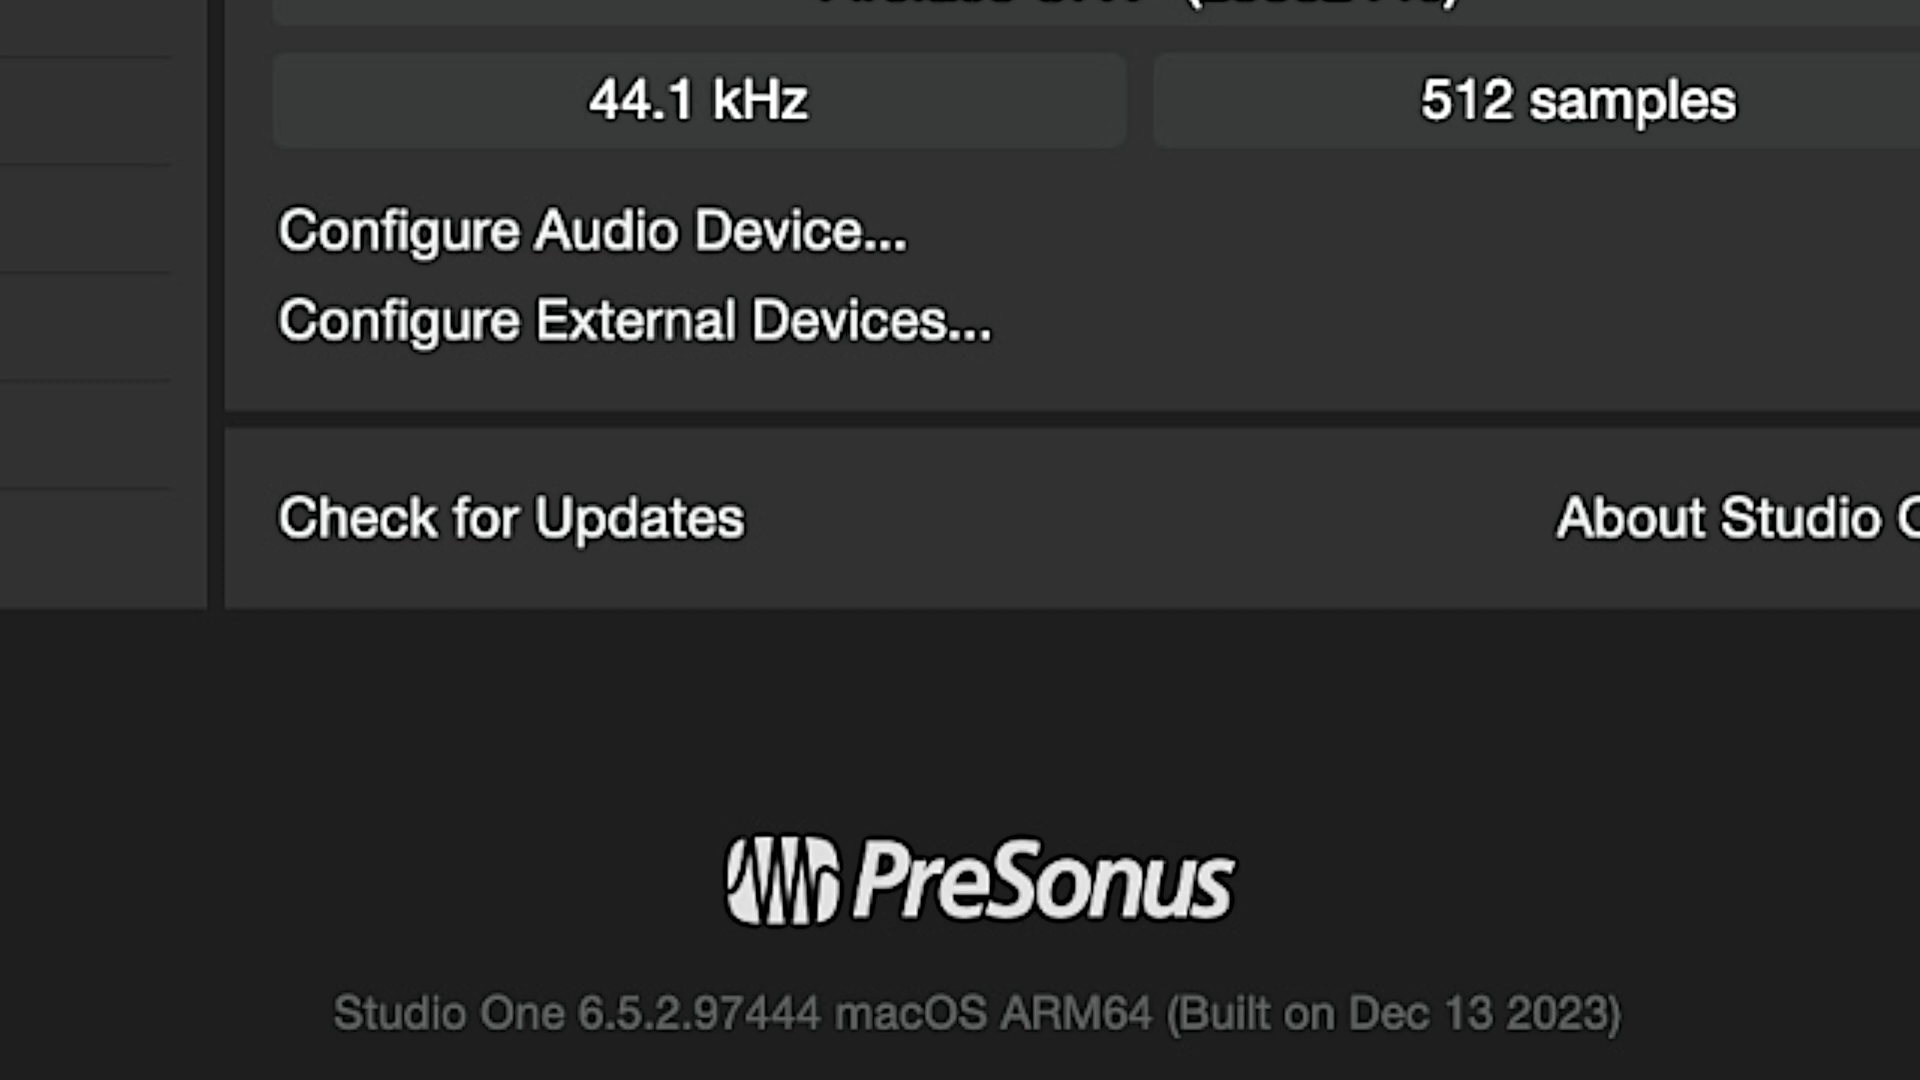 44.1 kHz
512 samples
Configure Audio Device...
Configure External Devices...
Check for Updates
About Studio
PreSonus
Studio One 6.5.2.97444 macOS ARM64 (Built on Dec 13 2023)